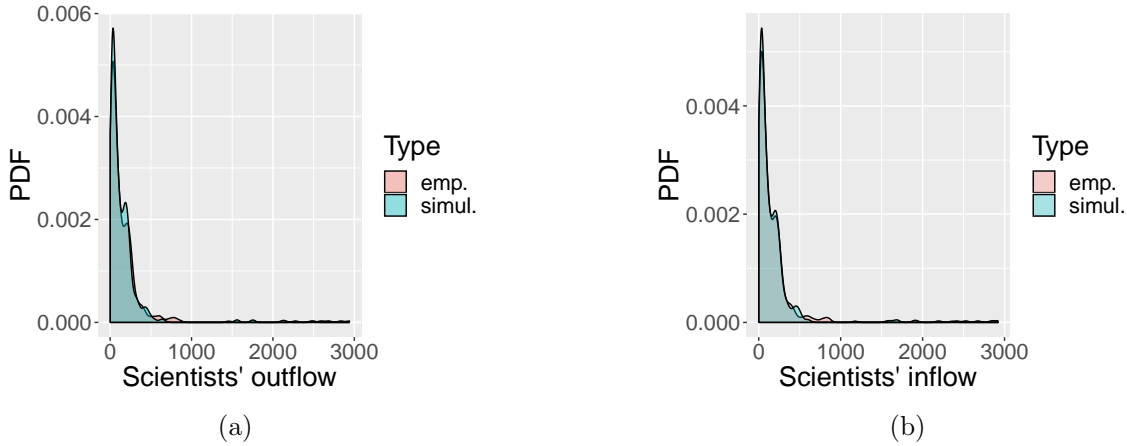 0.006
0.004
0.002
0.000
PDF
0 1000 2000 3000
Scientists' outflow
Type
emp.
simul.
(a)
0.004
0.002
0.000
PDF
0 1000 2000 3000
Scientists' inflow
Type
emp.
simul.
(b)